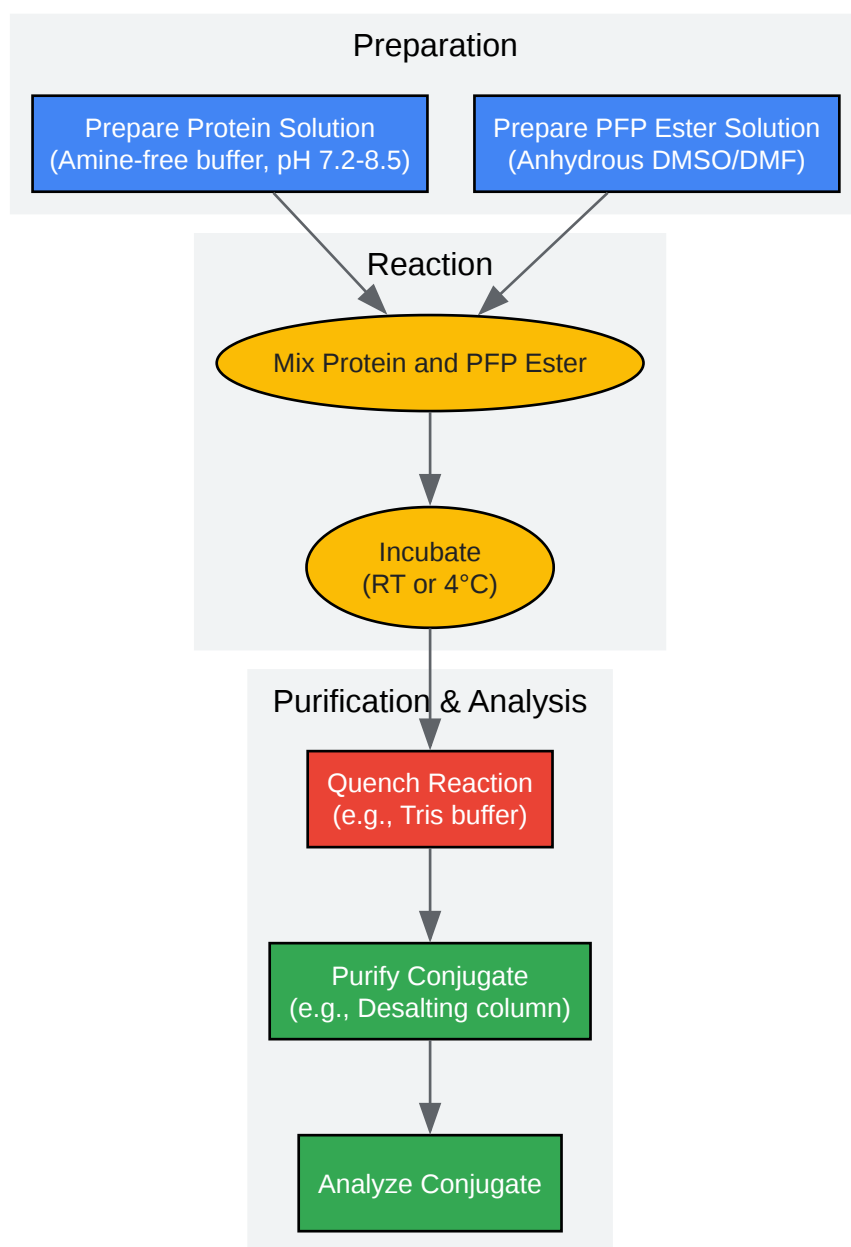 Preparation
Prepare Protein Solution
(Amine-free buffer, pH 7.2-8.5)
Prepare PFP Ester Solution
(Anhydrous DMSO/DMF)
Reaction
Mix Protein and PFP Ester
Incubate
(RT or 4°C)
Purification & Analysis
Quench Reaction
(e.g., Tris buffer)
Purify Conjugate
(e.g., Desalting column)
Analyze Conjugate